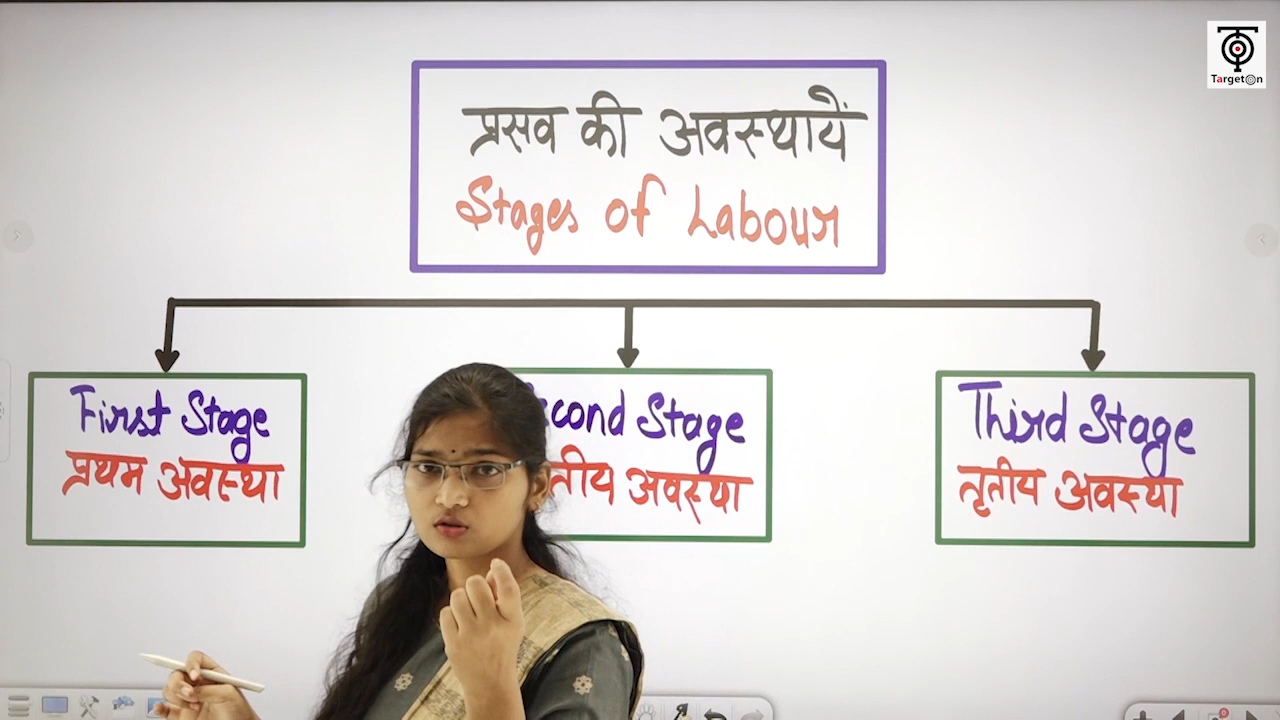 TargetOn
प्रसव की अवस्थायें
Stages of Labour
First Stage
प्रथम अवस्था
Stage
अवस्था
Third Stage
तृतीय अवस्था